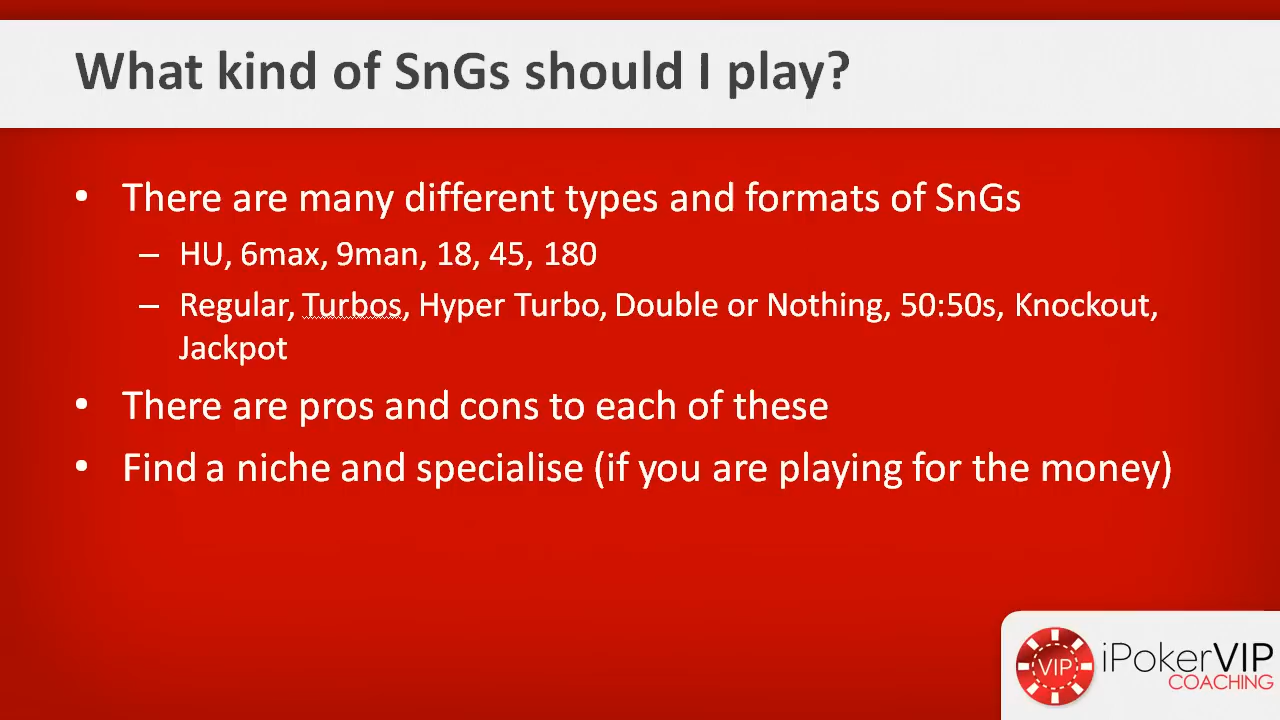 What kind of SnGs should I play?
• There are many different types and formats of SnGs
– HU, 6max, 9man, 18, 45, 180
– Regular, Turbos, Hyper Turbo, Double or Nothing, 50:50s, Knockout,
Jackpot
• There are pros and cons to each of these
• Find a niche and specialise (if you are playing for the money)
VIP
iPokerVIP
COACHING